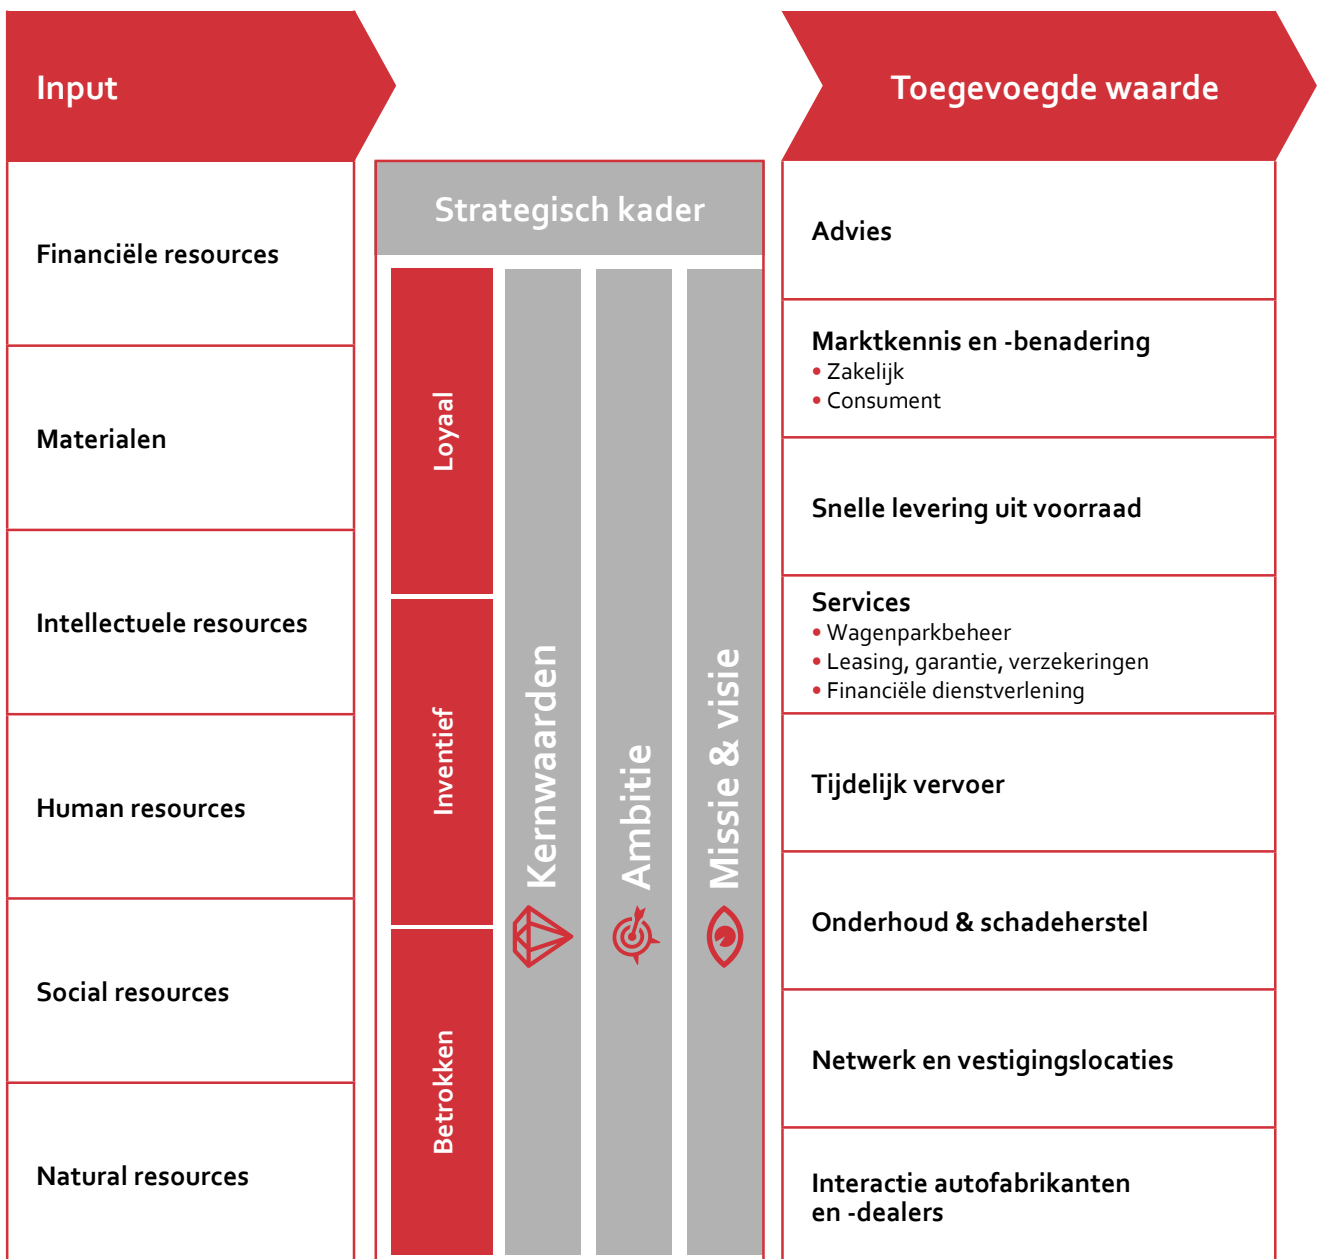 Input
Financiële resources
Materialen
Intellectuele resources
Human resources
Social resources
Natural resources
Strategisch kader
Loyaal
Inventief
Betrokken
Kernwaarden
Ambitie
Missie & visie
Toegevoegde waarde
Advies
Marktkennis en -benadering
• Zakelijk
• Consument
Snelle levering uit voorraad
Services
• Wagenparkbeheer
• Leasing, garantie, verzekeringen
• Financiële dienstverlening
Tijdelijk vervoer
Onderhoud & schadeherstel
Netwerk en vestigingslocaties
Interactie autofabrikanten
en -dealers